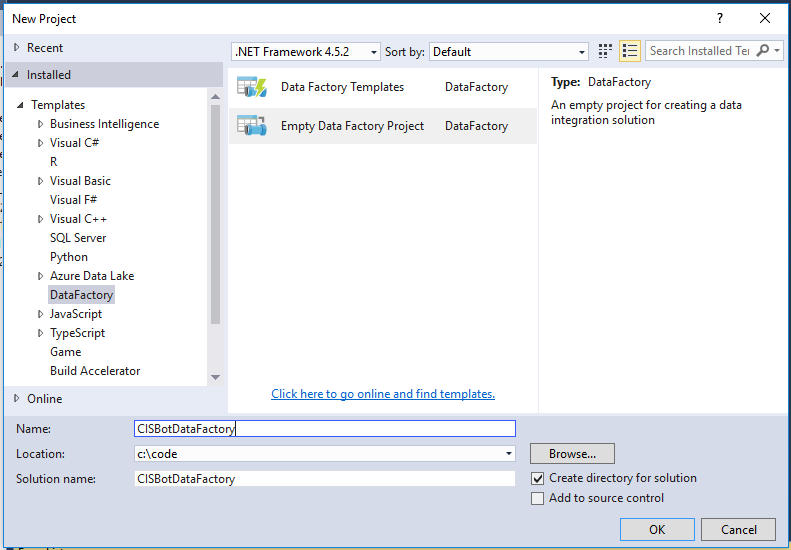 New Project
?
Recent
Installed
Templates
Business Intelligence
Visual C#
R
Visual Basic
Visual F#
Visual C++
SQL Server
Python
Azure Data Lake
DataFactory
JavaScript
TypeScript
Game
Build Accelerator
Online
.NET Framework 4.5.2
Sort by: Default
Data Factory Templates DataFactory
Empty Data Factory Project DataFactory
Click here to go online and find templates.
Search Installed Te
Type: DataFactory
An empty project for creating a data
integration solution
Name: CISBotDataFactory
Location: c:\code
Browse...
Solution name: CISBotDataFactory
Create directory for solution
Add to source control
OK Cancel